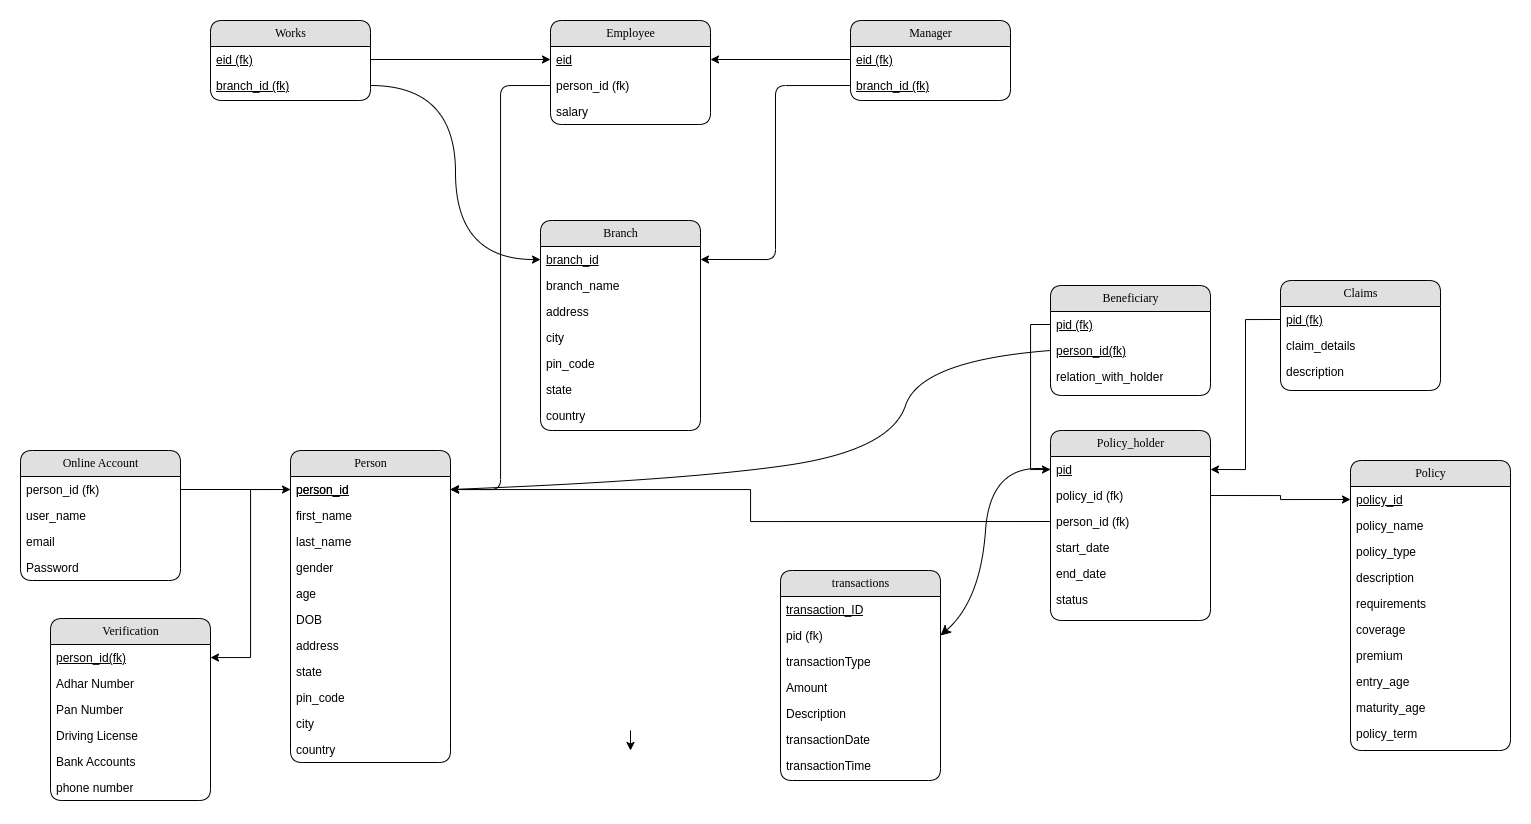 Works
eid (fk)
branch_id (fk)
Employee
eid
person_id (fk)
salary
Manager
eid (fk)
branch_id (fk)
Branch
branch_id
branch_name
address
city
pin_code
state
country
Beneficiary
pid (fk)
person_id(fk)
relation_with_holder
Claims
pid (fk)
claim_details
description
Online Account
person_id (fk)
user_name
email
Password
Person
person_id
first_name
last_name
gender
age
DOB
address
state
pin_code
city
country
Policy_holder
pid
policy_id (fk)
person_id (fk)
start_date
end_date
status
Policy
policy_id
policy_name
policy_type
description
requirements
coverage
premium
entry_age
maturity_age
policy_term
Verification
person_id(fk)
Adhar Number
Pan Number
Driving License
Bank Accounts
phone number
transactions
transaction_ID
pid (fk)
transactionType
Amount
Description
transactionDate
transactionTime